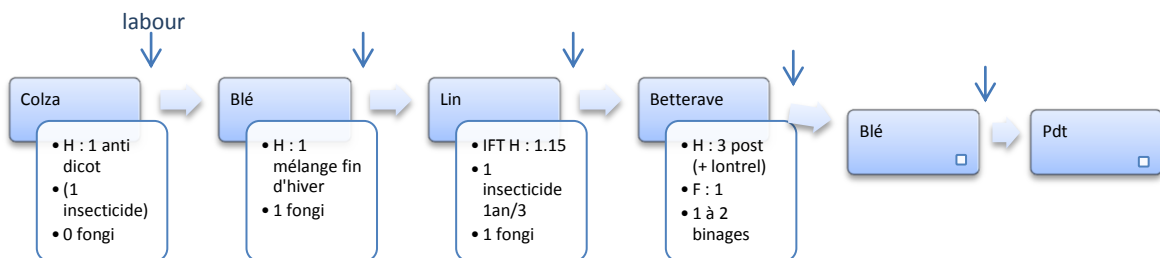 labour
Colza
• H : 1 anti
dicot
• (1
insecticide)
• 0 fongi
Blé
• H : 1
mélange fin
d'hiver
• 1 fongi
Lin
• IFT H : 1.15
• 1
insecticide
1an/3
• 1 fongi
Betterave
• H : 3 post
(+ lontrel)
• F : 1
• 1 à 2
binages
Blé
Pdt